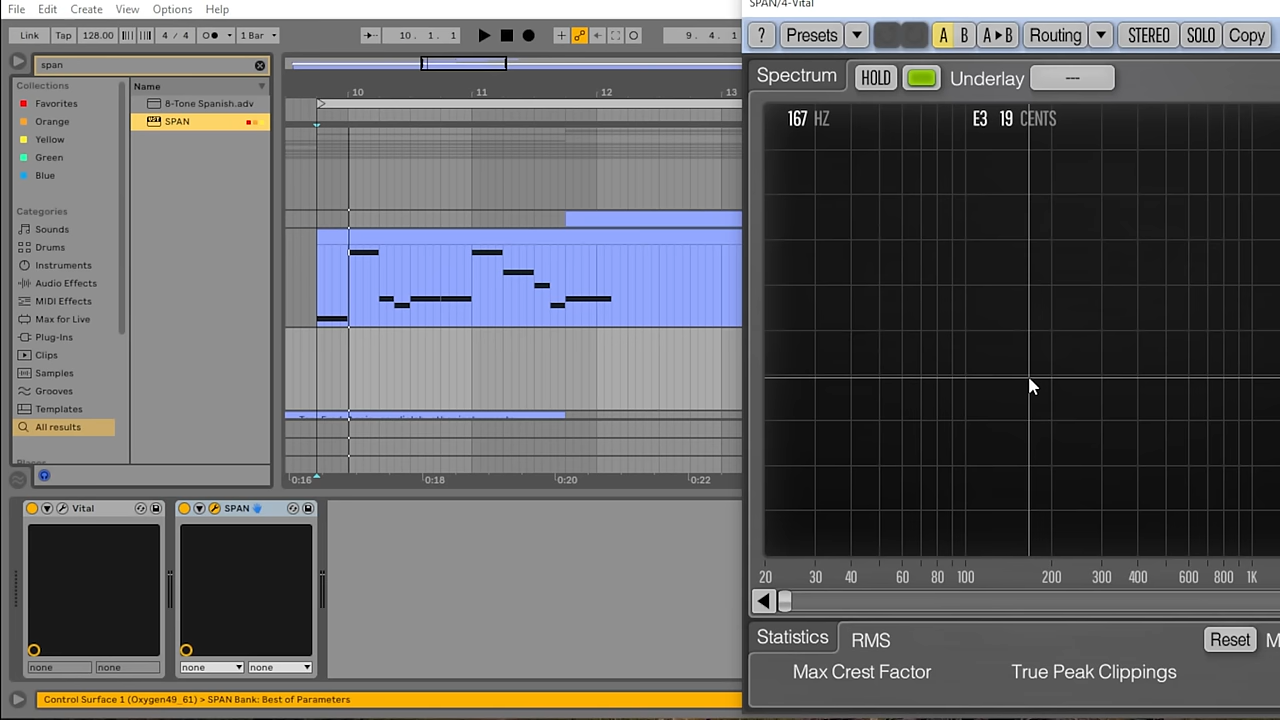 SPAN/4-Vital
File Edit Create View Options Help
Link Tap 128.00 4 / 4 1 Bar 10. 1. 1 9. 4. 1
? Presets A B A▸B Routing STEREO SOLO Copy
span
Collections
Favorites
Orange
Yellow
Green
Blue
Categories
Sounds
Drums
Instruments
Audio Effects
MIDI Effects
Max for Live
Plug-Ins
Clips
Samples
Grooves
Templates
All results
Name
8-Tone Spanish.adv
SPAN
10 11 12 13
0:16 0:18 0:20 0:22
Spectrum HOLD Underlay ---
167 HZ E3 19 CENTS
20 30 40 60 80 100 200 300 400 600 800 1K
Statistics RMS Reset M
Max Crest Factor True Peak Clippings
Vital SPAN
none none none none
Control Surface 1 (Oxygen49_61) > SPAN Bank: Best of Parameters